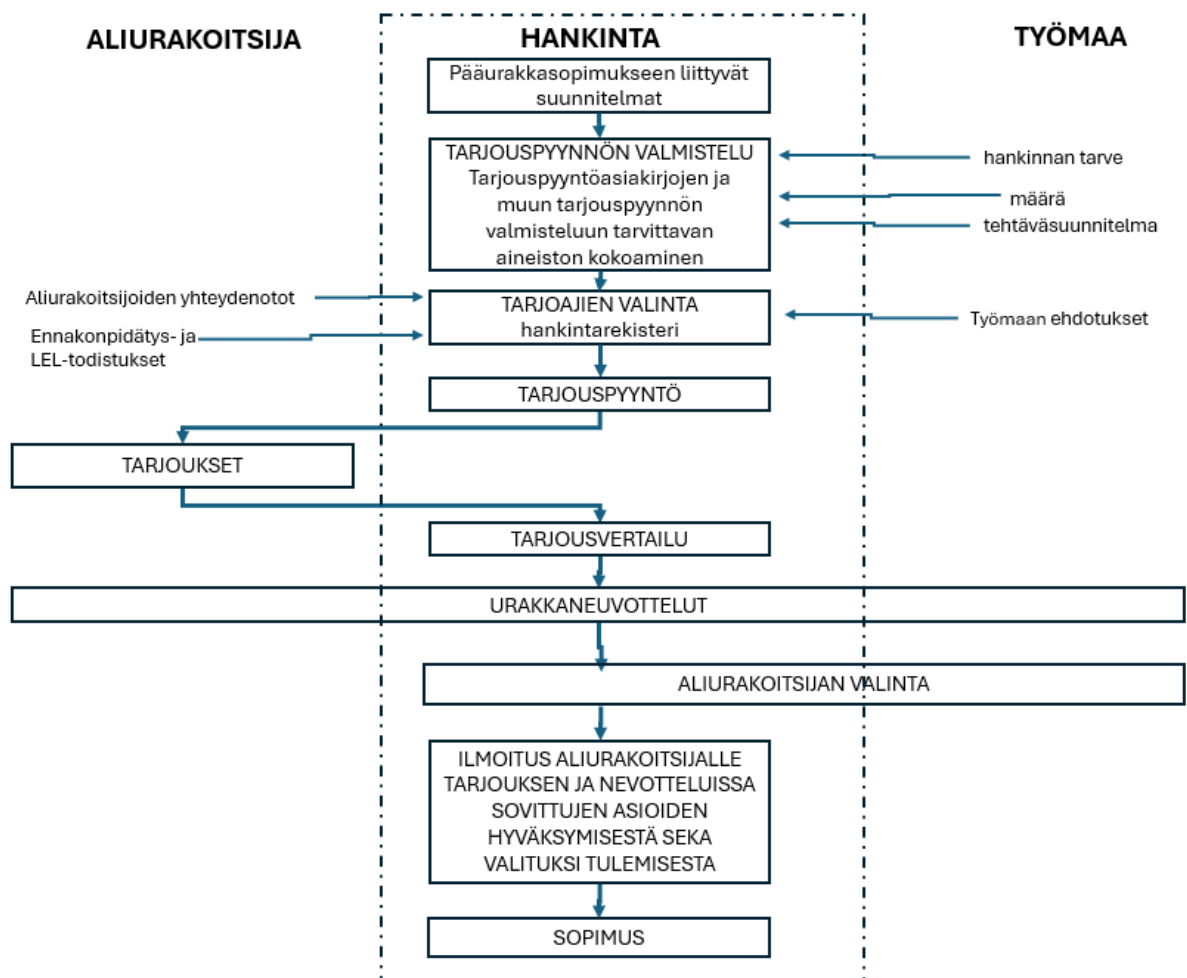 ALIURAKOITSIJA
HANKINTA
TYÖMAA
Pääurakkasopimukseen liittyvät
suunnitelmat
TARJOUSPYYNNÖN VALMISTELU
Tarjouspyyntöasiakirjojen ja
muun tarjouspyynnön
valmisteluun tarvittavan
aineiston kokoaminen
hankinnan tarve
määrä
tehtäväsuunnitelma
Aliurakoitsijoiden yhteydenotot
Ennakonpidätys- ja
LEL-todistukset
TARJOAJIEN VALINTA
hankintarekisteri
Työmaan ehdotukset
TARJOUSPYYNTÖ
TARJOUKSET
TARJOUSVERTAILU
URAKKANEUVOTTELUT
ALIURAKOITSIJAN VALINTA
ILMOITUS ALIURAKOITSIJALLE
TARJOUKSEN JA NEVOTTELUISSA
SOVITTUJEN ASIOIDEN
HYVÄKSYMISESTÄ SEKA
VALITUKSI TULEMISESTA
SOPIMUS